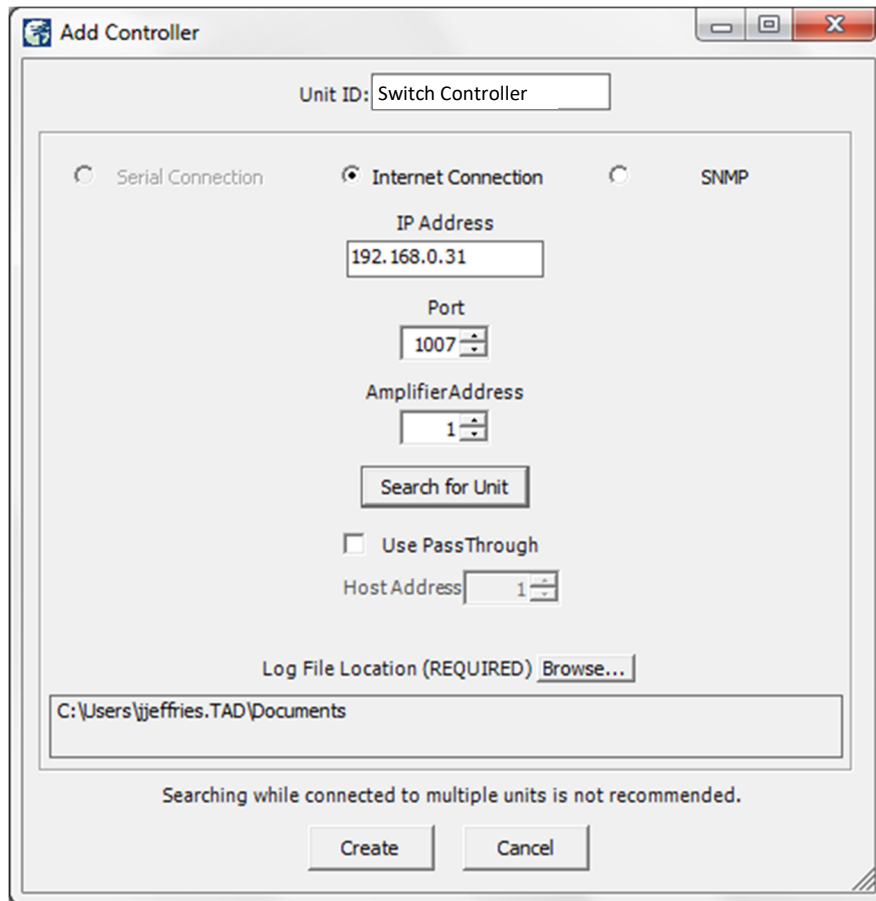 Add Controller
Unit ID: Switch Controller
Serial Connection Internet Connection SNMP
IP Address
192.168.0.31
Port
1007
AmplifierAddress
1
Search for Unit
Use PassThrough
Host Address 1
Log File Location (REQUIRED) Browse...
C:\Users\jjeffries.TAD\Documents
Searching while connected to multiple units is not recommended.
Create Cancel